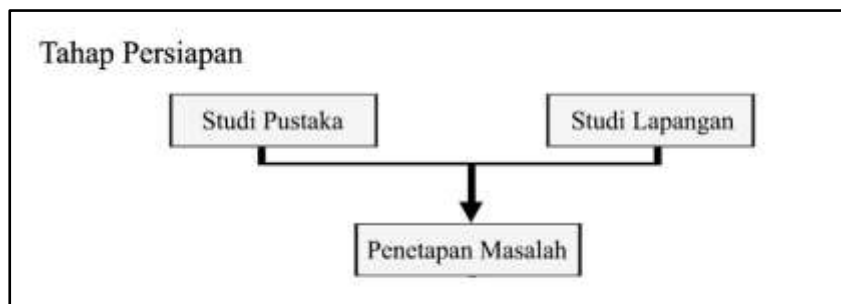 Tahap Persiapan
Studi Pustaka
Studi Lapangan
Penetapan Masalah